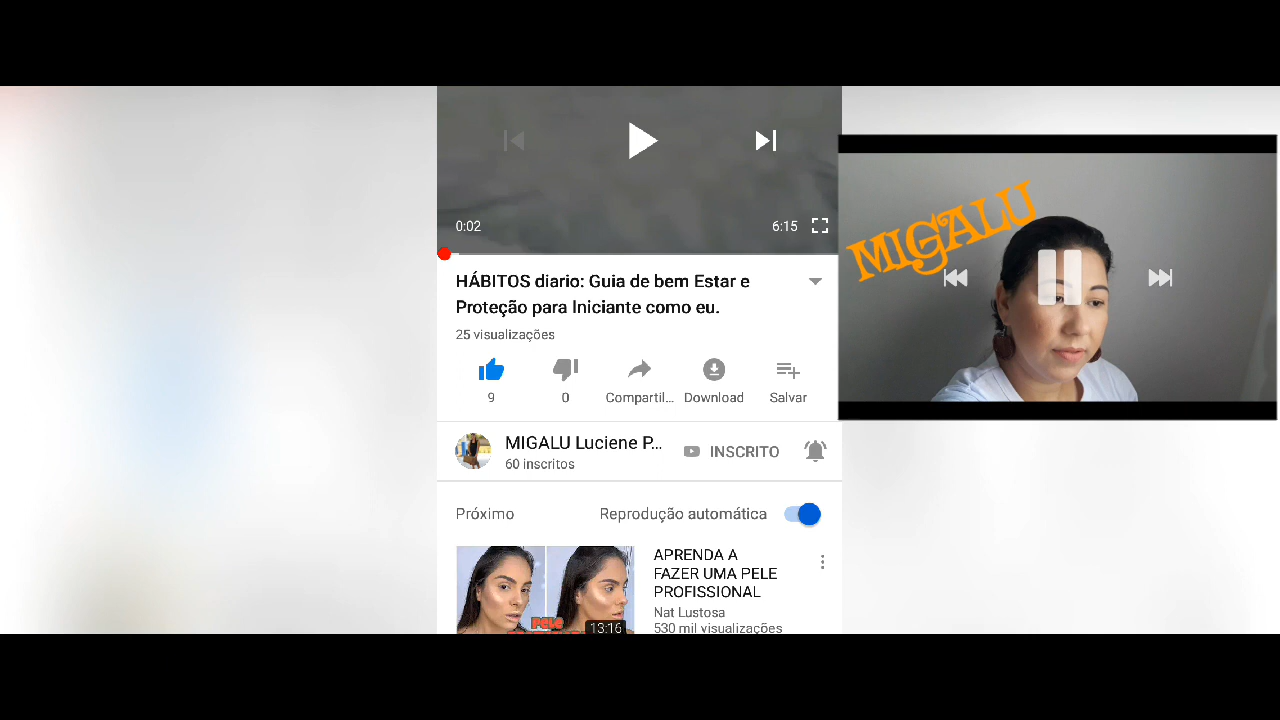 0:02
6:15
HÁBITOS diario: Guia de bem Estar e
Proteção para Iniciante como eu.
25 visualizações
9
0
Compartil...
Download
Salvar
MIGALU Luciene P...
INSCRITO
60 inscritos
Próximo
Reprodução automática
APRENDA A
FAZER UMA PELE
PROFISSIONAL
Nat Lustosa
530 mil visualizações
PELE
13:16
MIGALU